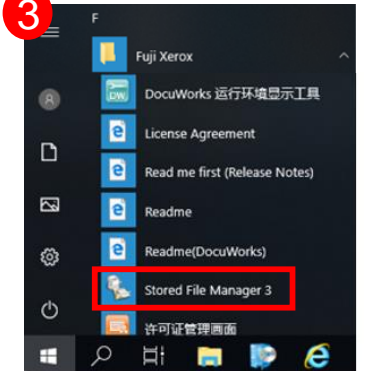 3
F
Fuji Xerox
DocuWorks 运行环境显示工具
License Agreement
Read me first (Release Notes)
Readme
Readme(DocuWorks)
Stored File Manager 3
许可证管理画面